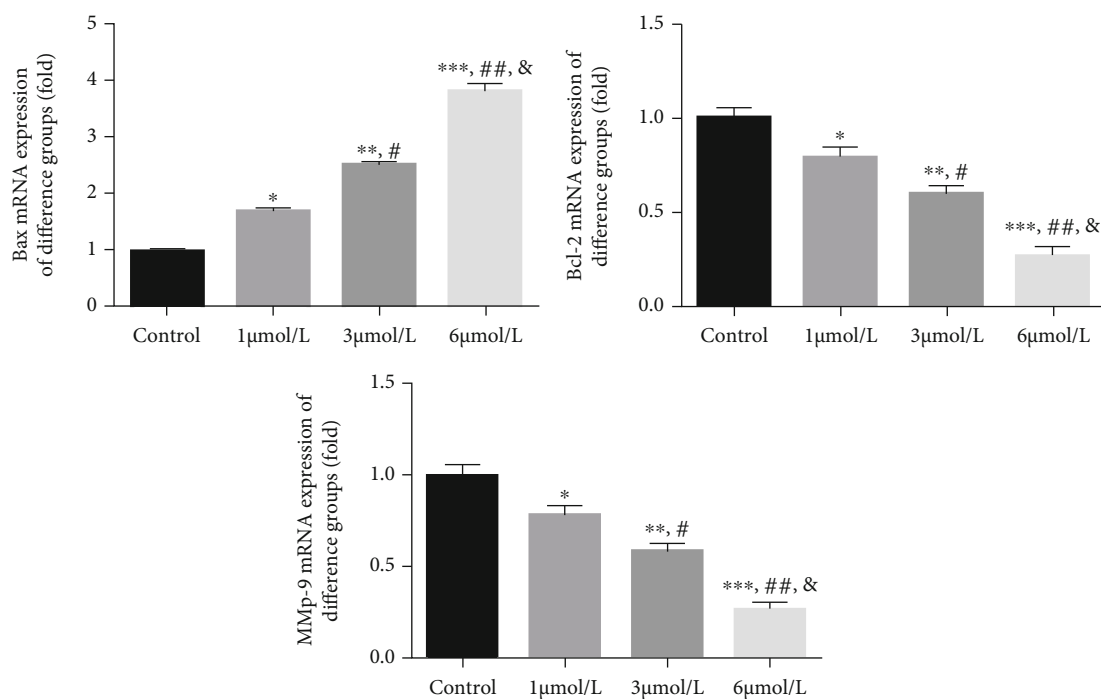 Bax mRNA expression
of difference groups (fold)
5
4
3
2
1
0
*
**, #
***, ##, &
Control
1μmol/L
3μmol/L
6μmol/L
Bcl-2 mRNA expression of
difference groups (fold)
1.5
1.0
0.5
0.0
*
**, #
***, ##, &
Control
1μmol/L
3μmol/L
6μmol/L
MMp-9 mRNA expression of
difference groups (fold)
1.5
1.0
0.5
0.0
*
**, #
***, ##, &
Control
1μmol/L
3μmol/L
6μmol/L